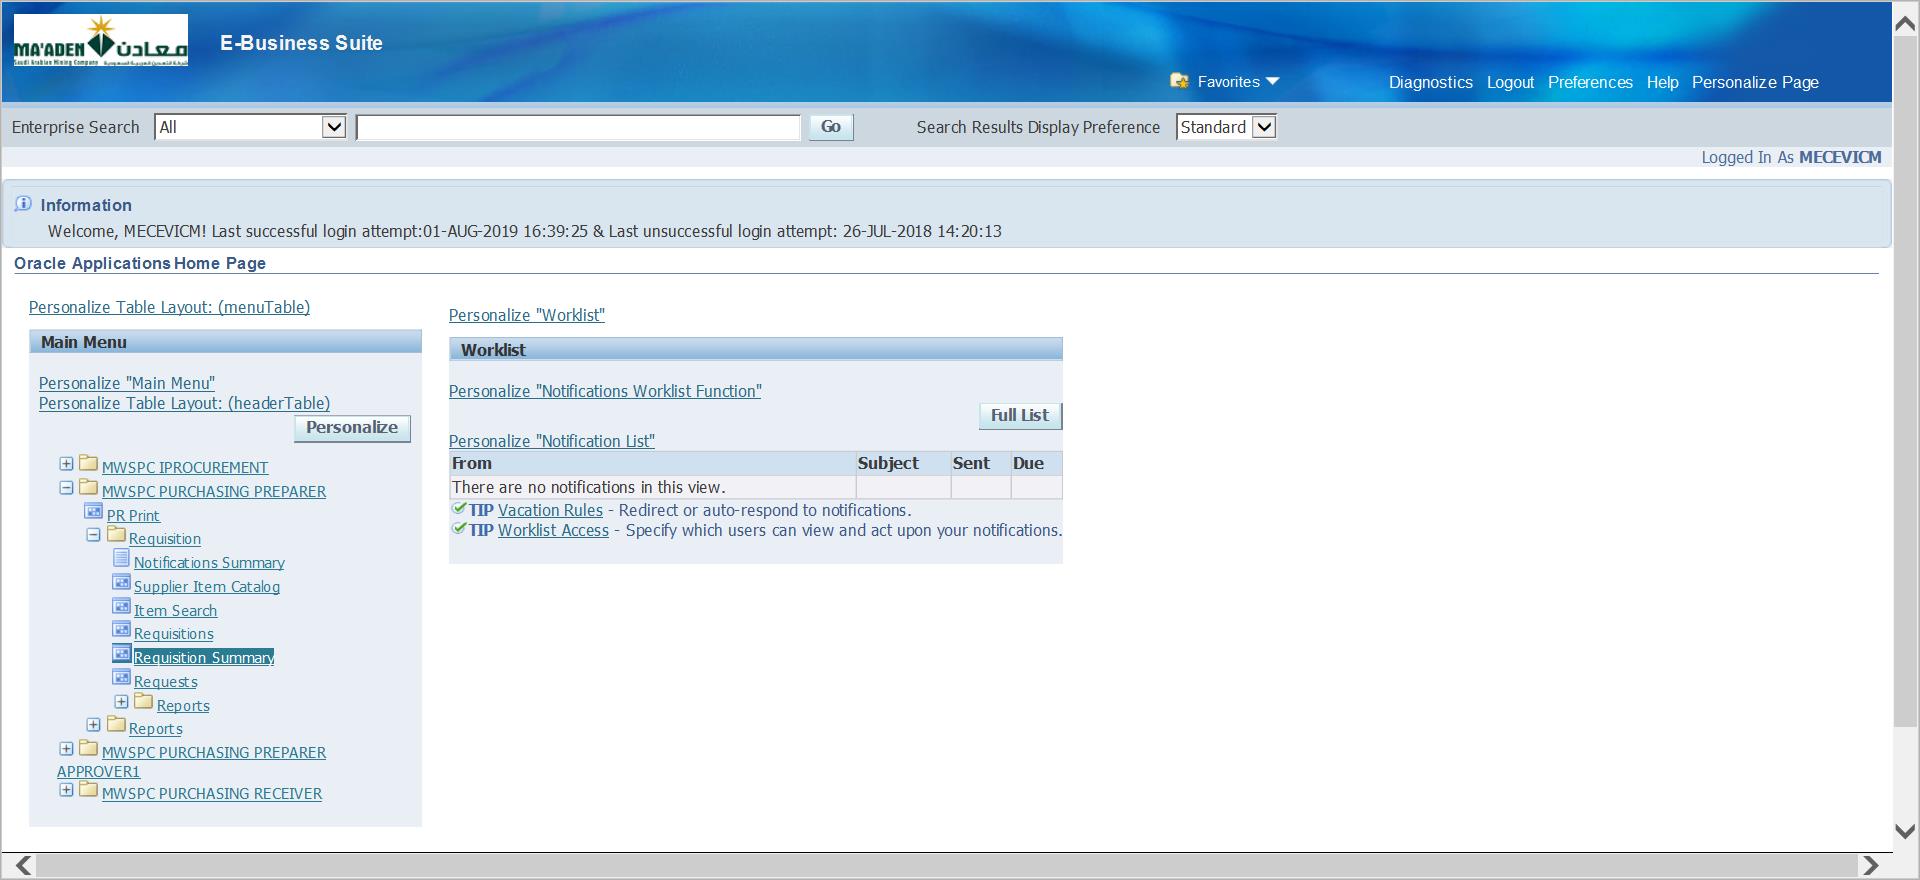 MA'ADEN معادن
Saudi Arabian Mining Company شركة التعدين العربية السعودية
E-Business Suite
Favorites
Diagnostics Logout Preferences Help Personalize Page
Enterprise Search All Go Search Results Display Preference Standard
Logged In As MECEVICM
Information
Welcome, MECEVICM! Last successful login attempt:01-AUG-2019 16:39:25 & Last unsuccessful login attempt: 26-JUL-2018 14:20:13
Oracle Applications Home Page
Personalize Table Layout: (menuTable)
Main Menu
Personalize "Main Menu"
Personalize Table Layout: (headerTable)
Personalize
MWSPC IPROCUREMENT
MWSPC PURCHASING PREPARER
PR Print
Requisition
Notifications Summary
Supplier Item Catalog
Item Search
Requisitions
Requisition Summary
Requests
Reports
Reports
MWSPC PURCHASING PREPARER
APPROVER1
MWSPC PURCHASING RECEIVER
Personalize "Worklist"
Worklist
Personalize "Notifications Worklist Function"
Full List
Personalize "Notification List"
From Subject Sent Due
There are no notifications in this view.
TIP Vacation Rules - Redirect or auto-respond to notifications.
TIP Worklist Access - Specify which users can view and act upon your notifications.